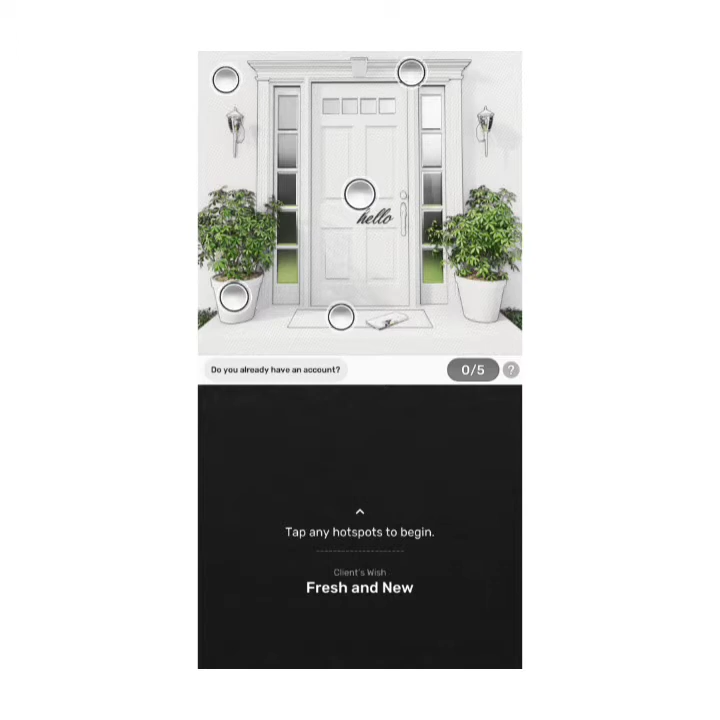 hello
Do you already have an account?
0/5
?
Tap any hotspots to begin.
Client's Wish
Fresh and New